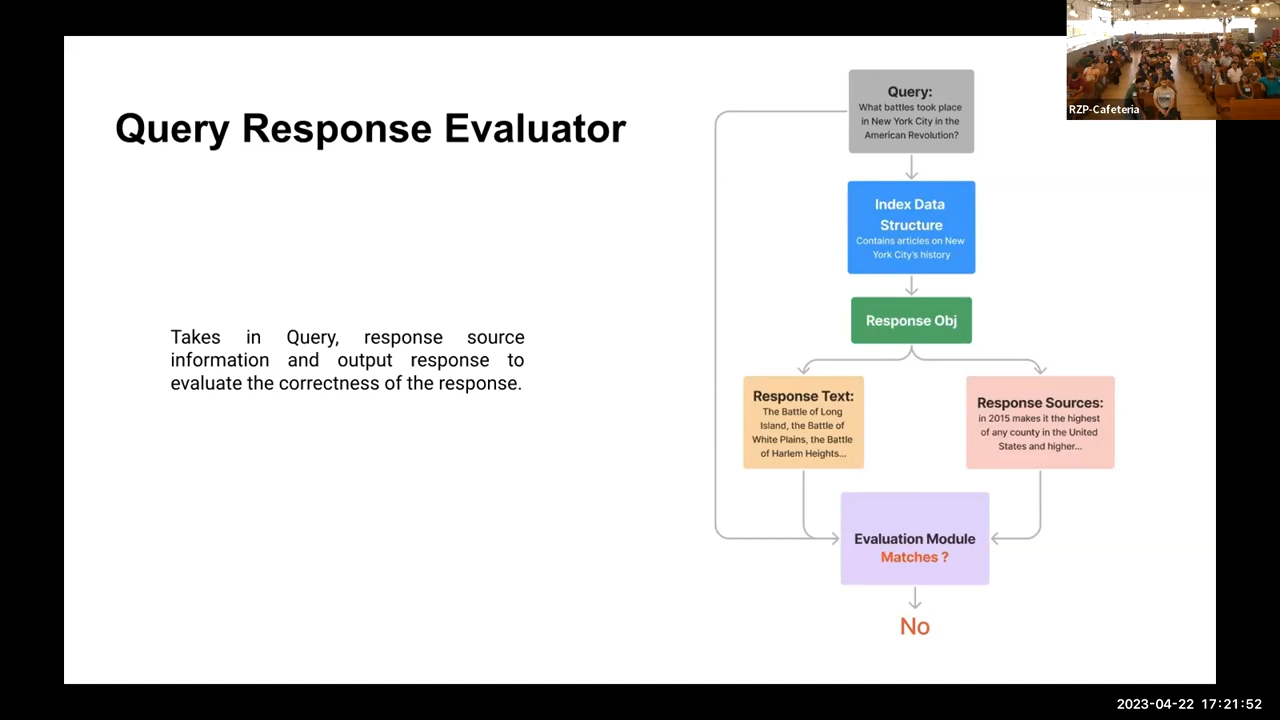 Query Response Evaluator
Takes in Query, response source
information and output response to
evaluate the correctness of the response.
Query:
What battles took place
in New York City in the
American Revolution?
Index Data
Structure
Contains articles on New
York City's history
Response Obj
Response Text:
The Battle of Long
Island, the Battle of
White Plains, the Battle
of Harlem Heights...
Response Sources:
in 2015 makes it the highest
of any county in the United
States and higher...
Evaluation Module
Matches ?
No
RZP-Cafeteria
2023-04-22 17:21:52